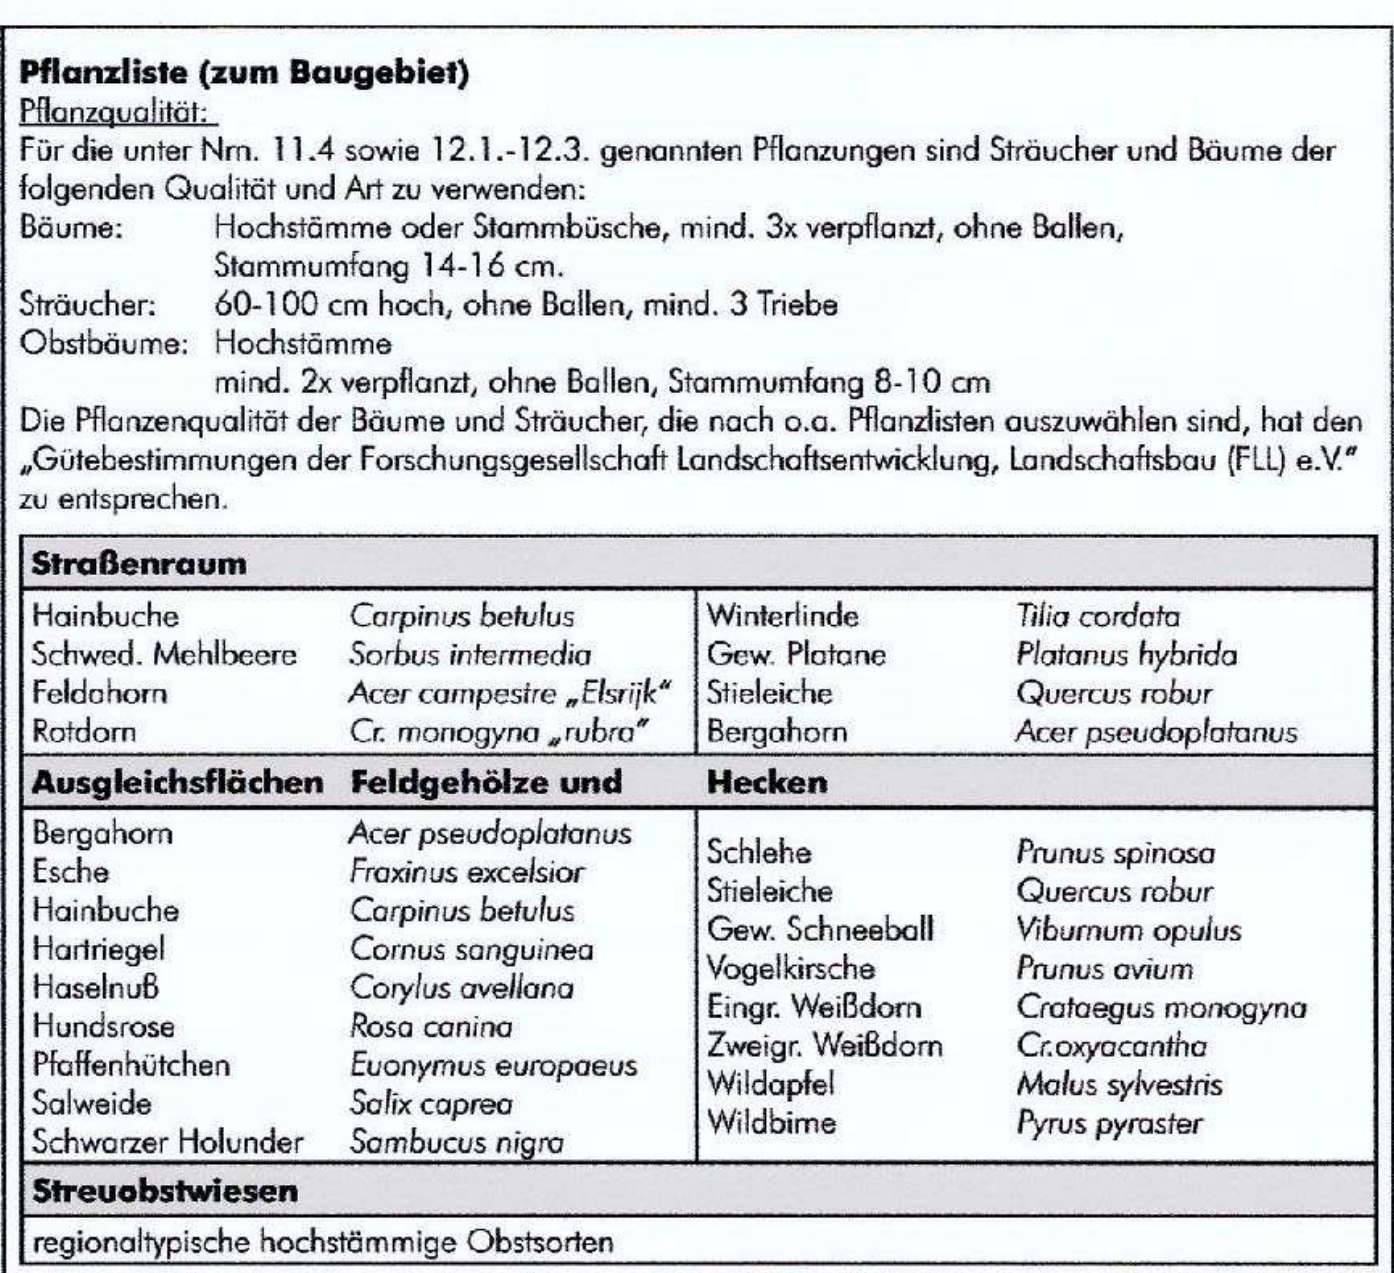 Pflanzliste (zum Baugebiet)
Pflanzqualität:
Für die unter Nrn. 11.4 sowie 12.1.-12.3. genannten Pflanzungen sind Sträucher und Bäume der
folgenden Qualität und Art zu verwenden:
Bäume: Hochstämme oder Stammbüsche, mind. 3x verpflanzt, ohne Ballen,
Stammumfang 14-16 cm.
Sträucher: 60-100 cm hoch, ohne Ballen, mind. 3 Triebe
Obstbäume: Hochstämme
mind. 2x verpflanzt, ohne Ballen, Stammumfang 8-10 cm
Die Pflanzenqualität der Bäume und Sträucher, die nach o.a. Pflanzlisten auszuwählen sind, hat den
„Gütebestimmungen der Forschungsgesellschaft Landschaftsentwicklung, Landschaftsbau (FLL) e.V.“
zu entsprechen.
Straßenraum
Hainbuche Carpinus betulus Winterlinde Tilia cordata
Schwed. Mehlbeere Sorbus intermedia Gew. Platane Platanus hybrida
Feldahorn Acer campestre „Elsrijk“ Stieleiche Quercus robur
Rotdorn Cr. monogyna „rubra“ Bergahorn Acer pseudoplatanus
Ausgleichsflächen Feldgehölze und Hecken
Bergahorn Acer pseudoplatanus
Esche Fraxinus excelsior
Hainbuche Carpinus betulus
Hartriegel Cornus sanguinea
Haselnuß Corylus avellana
Hundsrose Rosa canina
Pfaffenhütchen Euonymus europaeus
Salweide Salix caprea
Schwarzer Holunder Sambucus nigra
Schlehe Prunus spinosa
Stieleiche Quercus robur
Gew. Schneeball Viburnum opulus
Vogelkirsche Prunus avium
Eingr. Weißdorn Crataegus monogyna
Zweigr. Weißdorn Cr.oxyacantha
Wildapfel Malus sylvestris
Wildbirne Pyrus pyraster
Streuobstwiesen
regionaltypische hochstämmige Obstsorten